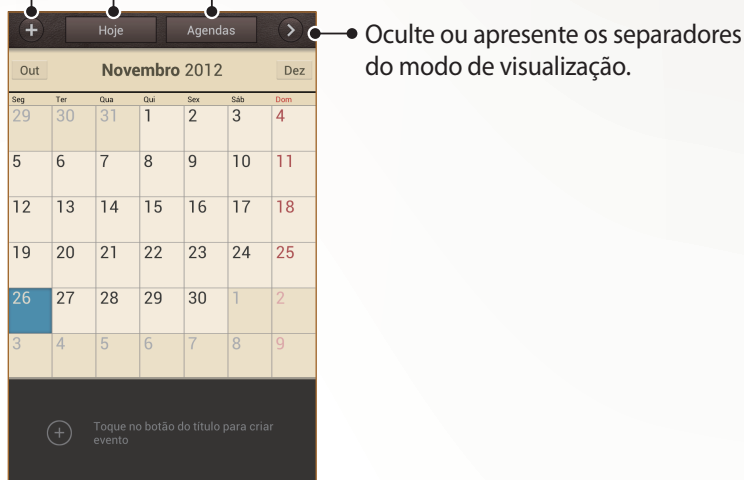 + Hoje Agendas >
Oculte ou apresente os separadores
do modo de visualização.
Out Novembro 2012 Dez
Seg Ter Qua Qui Sex Sáb Dom
29 30 31 1 2 3 4
5 6 7 8 9 10 11
12 13 14 15 16 17 18
19 20 21 22 23 24 25
26 27 28 29 30 1 2
3 4 5 6 7 8 9
+ Toque no botão do título para criar
evento